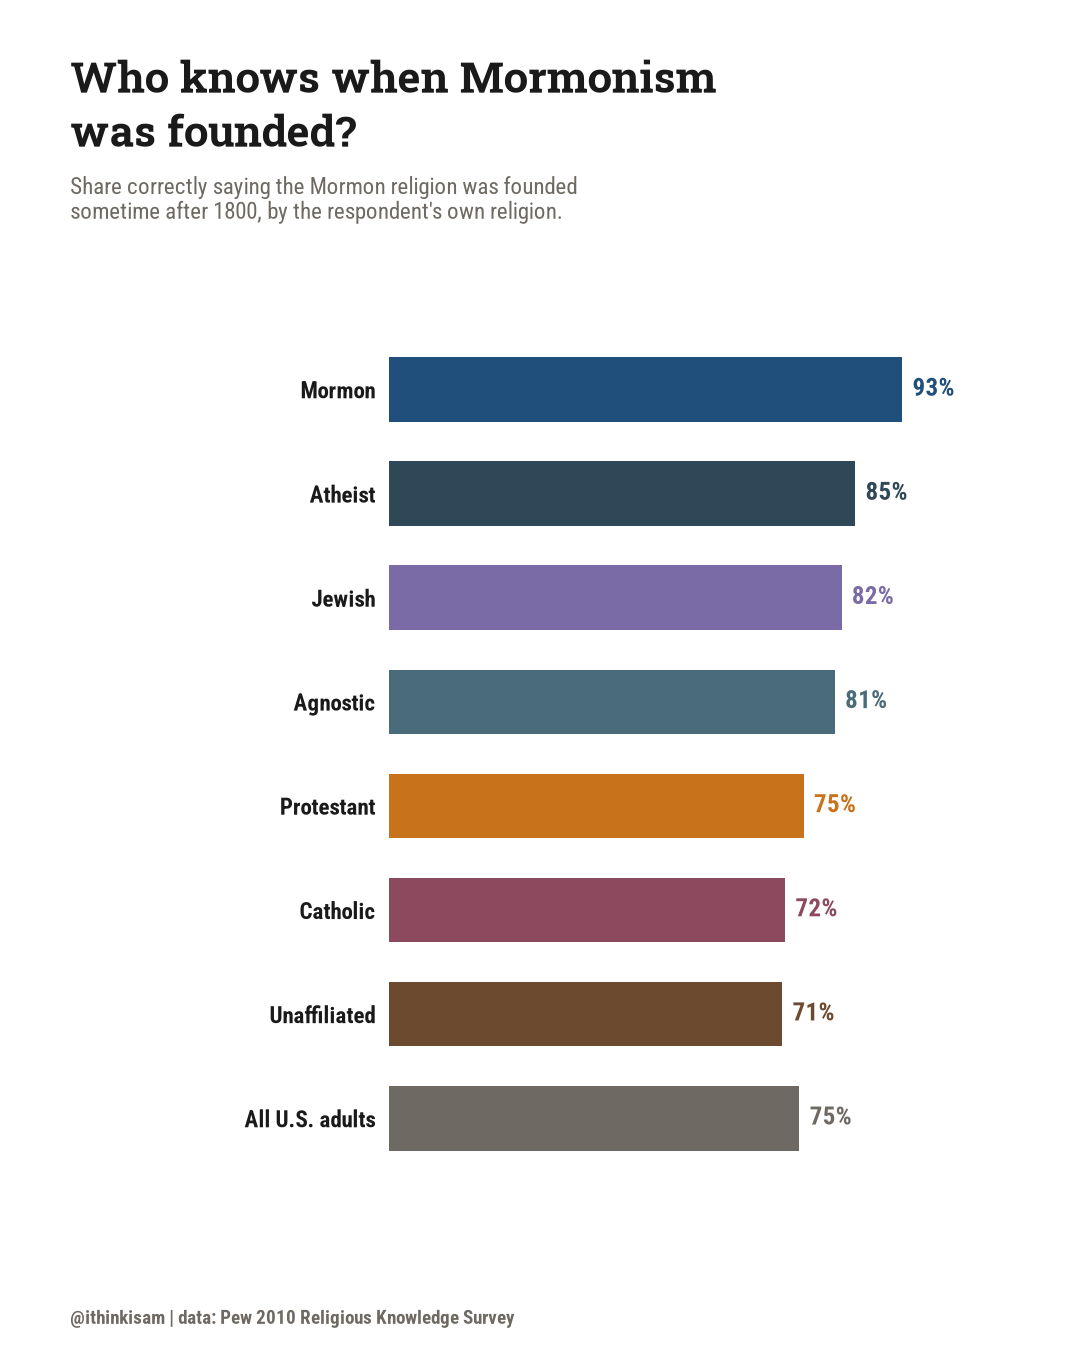 Who knows when Mormonism
was founded?
Share correctly saying the Mormon religion was founded
sometime after 1800, by the respondent's own religion.
Mormon 93%
Atheist 85%
Jewish 82%
Agnostic 81%
Protestant 75%
Catholic 72%
Unaffiliated 71%
All U.S. adults 75%
@ithinkisam | data: Pew 2010 Religious Knowledge Survey